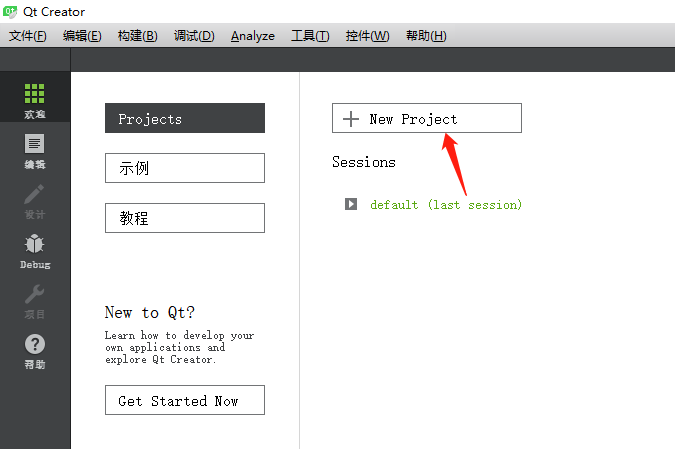 Qt Creator
文件(F) 编辑(E) 构建(B) 调试(D) Analyze 工具(T) 控件(W) 帮助(H)
欢迎
编辑
设计
Debug
项目
帮助
Projects
示例
教程
New to Qt?
Learn how to develop your
own applications and
explore Qt Creator.
Get Started Now
New Project
Sessions
default (last session)